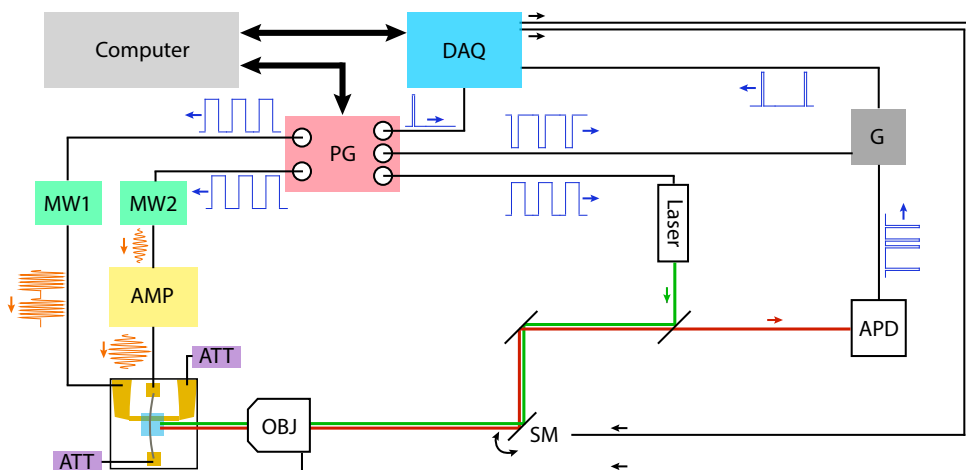 Computer
DAQ
PG
G
MW1
MW2
Laser
AMP
APD
ATT
OBJ
SM
ATT